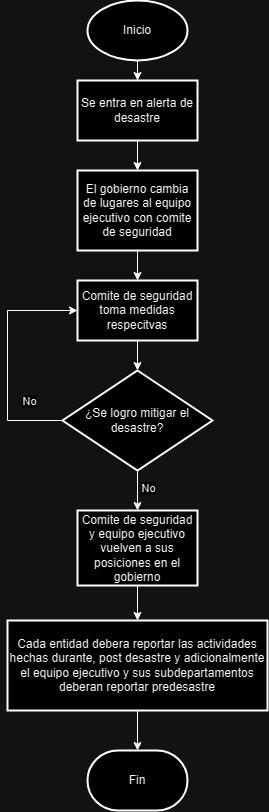 Inicio
Se entra en alerta de
desastre
El gobierno cambia
de lugares al equipo
ejecutivo con comite
de seguridad
Comite de seguridad
toma medidas
respecitvas
¿Se logro mitigar el
desastre?
No
No
Comite de seguridad
y equipo ejecutivo
vuelven a sus
posiciones en el
gobierno
Cada entidad debera reportar las actividades
hechas durante, post desastre y adicionalmente
el equipo ejecutivo y sus subdepartamentos
deberan reportar predesastre
Fin